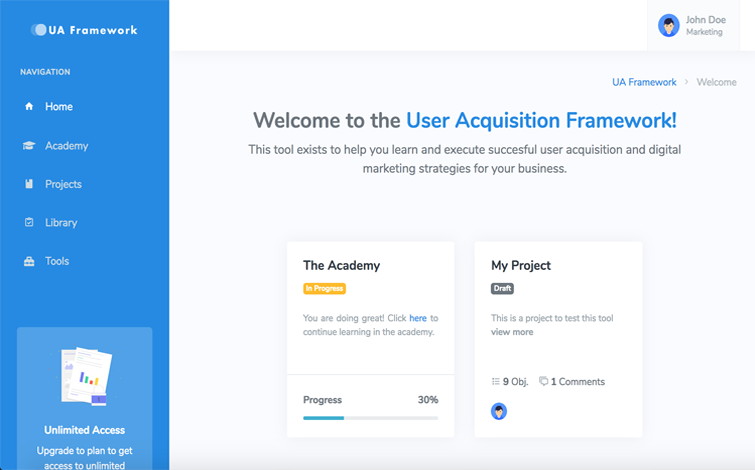 UA Framework
NAVIGATION
Home
Academy
Projects
Library
Tools
Unlimited Access
Upgrade to plan to get
access to unlimited
John Doe
Marketing
UA Framework > Welcome
Welcome to the User Acquisition Framework!
This tool exists to help you learn and execute succesful user acquisition and digital
marketing strategies for your business.
The Academy
In Progress
You are doing great! Click here to
continue learning in the academy.
Progress 30%
My Project
Draft
This is a project to test this tool
view more
9 Obj. 1 Comments